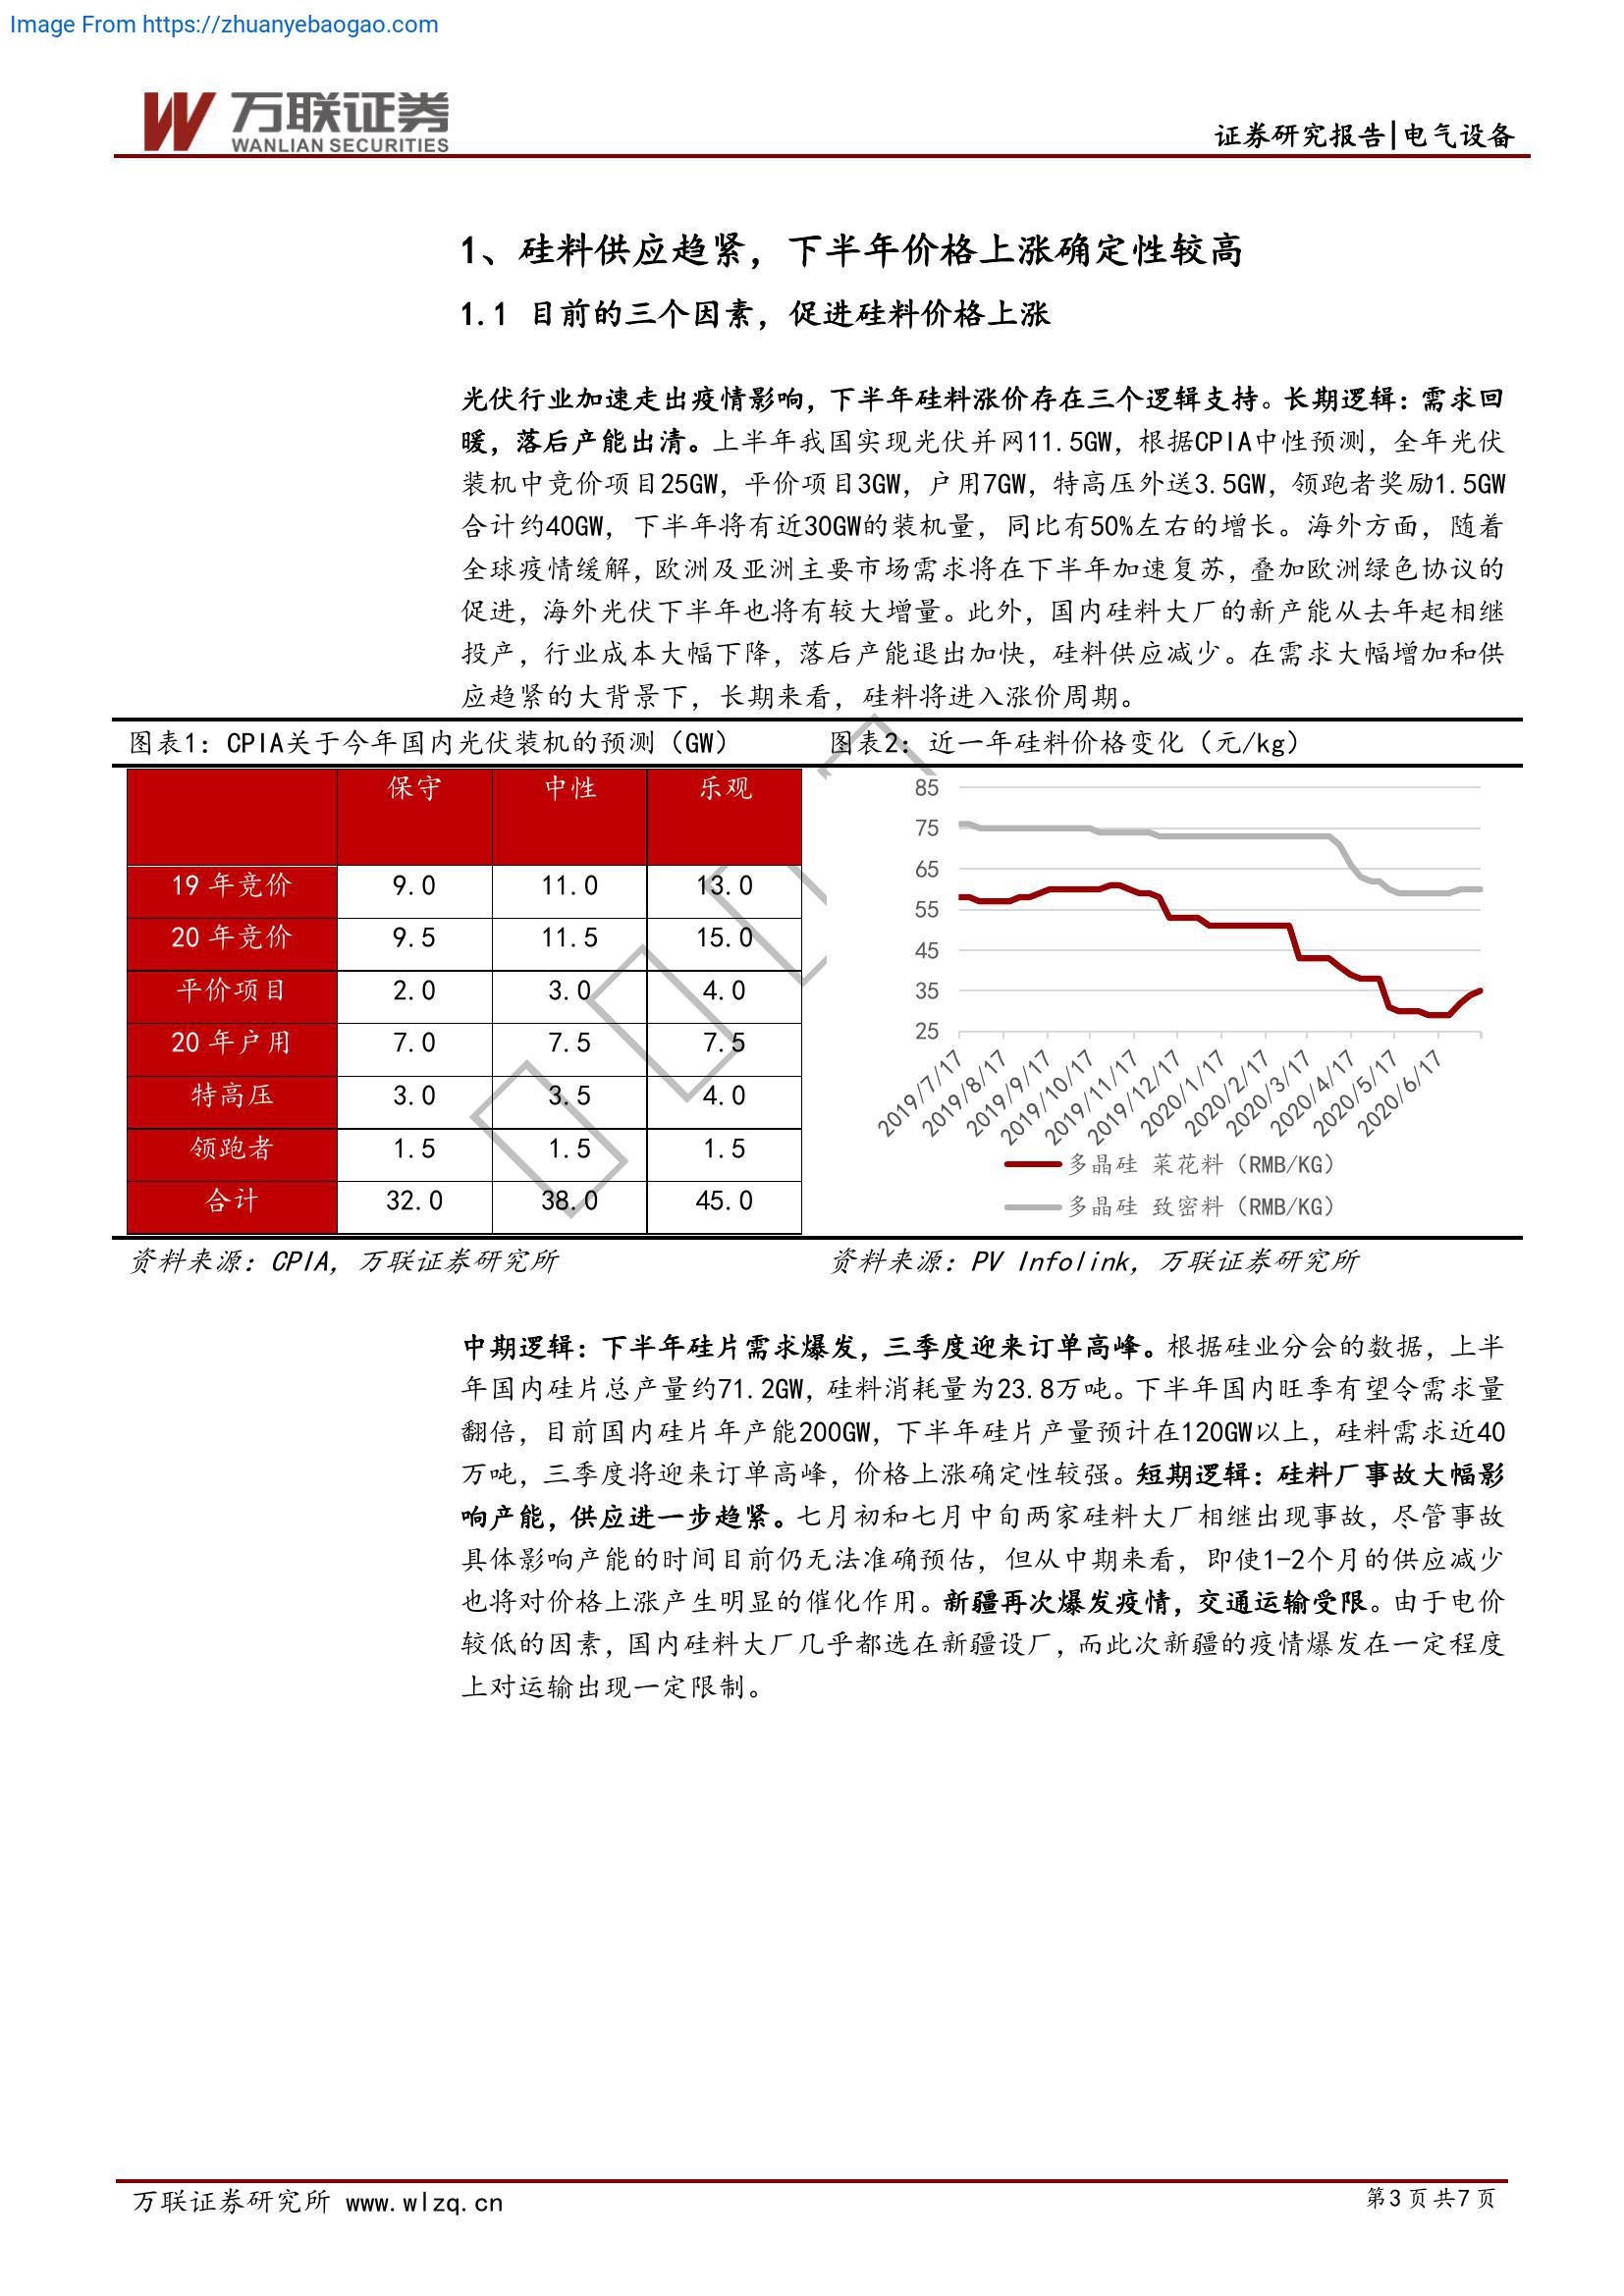 Image From https://zhuanyebaogao.com
万联证券
WANLIAN SECURITIES
证券研究报告|电气设备
1、硅料供应趋紧，下半年价格上涨确定性较高
1.1 目前的三个因素，促进硅料价格上涨
光伏行业加速走出疫情影响，下半年硅料涨价存在三个逻辑支持。长期逻辑：需求回
暖，落后产能出清。上半年我国实现光伏并网11.5GW，根据CPIA中性预测，全年光伏
装机中竞价项目25GW，平价项目3GW，户用7GW，特高压外送3.5GW，领跑者奖励1.5GW
合计约40GW，下半年将有近30GW的装机量，同比有50%左右的增长。海外方面，随着
全球疫情缓解，欧洲及亚洲主要市场需求将在下半年加速复苏，叠加欧洲绿色协议的
促进，海外光伏下半年也将有较大增量。此外，国内硅料大厂的新产能从去年起相继
投产，行业成本大幅下降，落后产能退出加快，硅料供应减少。在需求大幅增加和供
应趋紧的大背景下，长期来看，硅料将进入涨价周期。
图表1：CPIA关于今年国内光伏装机的预测（GW）
保守 中性 乐观
19 年竞价 9.0 11.0 13.0
20 年竞价 9.5 11.5 15.0
平价项目 2.0 3.0 4.0
20 年户用 7.0 7.5 7.5
特高压 3.0 3.5 4.0
领跑者 1.5 1.5 1.5
合计 32.0 38.0 45.0
资料来源：CPIA，万联证券研究所
图表2：近一年硅料价格变化（元/kg）
85
75
65
55
45
35
25
2019/7/17
2019/8/17
2019/9/17
2019/10/17
2019/11/17
2019/12/17
2020/1/17
2020/2/17
2020/3/17
2020/4/17
2020/5/17
2020/6/17
多晶硅 菜花料（RMB/KG）
多晶硅 致密料（RMB/KG）
资料来源：PV Infolink，万联证券研究所
中期逻辑：下半年硅片需求爆发，三季度迎来订单高峰。根据硅业分会的数据，上半
年国内硅片总产量约71.2GW，硅料消耗量为23.8万吨。下半年国内旺季有望令需求量
翻倍，目前国内硅片年产能200GW，下半年硅片产量预计在120GW以上，硅料需求近40
万吨，三季度将迎来订单高峰，价格上涨确定性较强。短期逻辑：硅料厂事故大幅影
响产能，供应进一步趋紧。七月初和七月中旬两家硅料大厂相继出现事故，尽管事故
具体影响产能的时间目前仍无法准确预估，但从中期来看，即使1-2个月的供应减少
也将对价格上涨产生明显的催化作用。新疆再次爆发疫情，交通运输受限。由于电价
较低的因素，国内硅料大厂几乎都选在新疆设厂，而此次新疆的疫情爆发在一定程度
上对运输出现一定限制。
万联证券研究所 www.wlzq.cn
第3页共7页